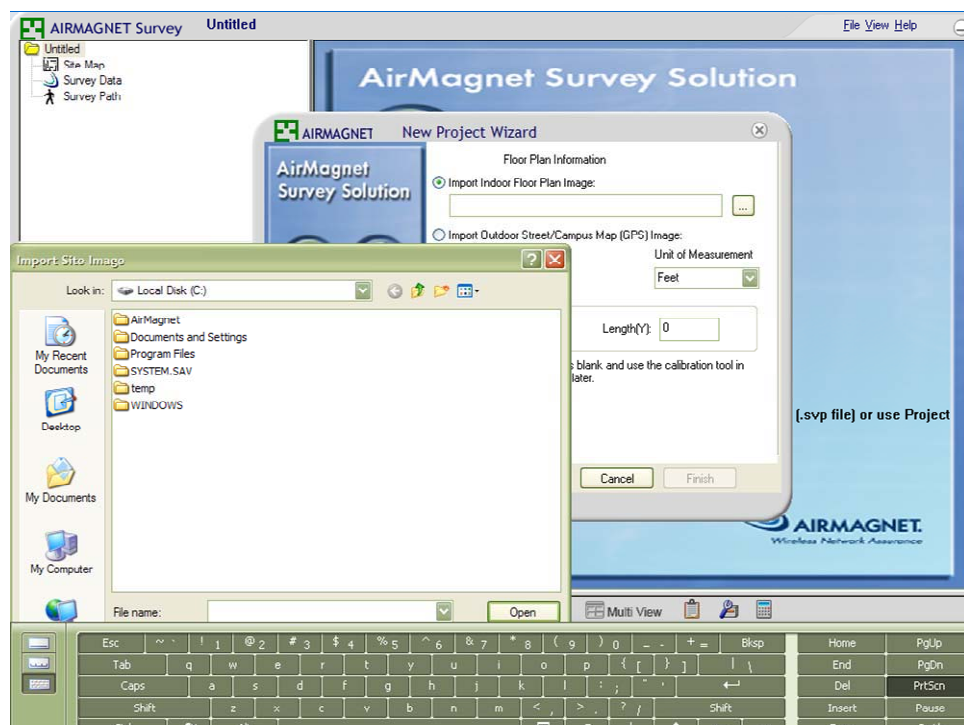 AIRMAGNET Survey Untitled File View Help
Untitled
Site Map
Survey Data
Survey Path
AirMagnet Survey Solution
AIRMAGNET New Project Wizard
AirMagnet
Survey Solution
Floor Plan Information
Import Indoor Floor Plan Image:
...
Import Outdoor Street/Campus Map (GPS) Image:
Unit of Measurement
Feet
Length(Y): 0
s blank and use the calibration tool in
later.
(.svp file) or use Project
Cancel Finish
AIRMAGNET.
Wireless Network Assurance
Import Site Image
Look in: Local Disk (C:)
AirMagnet
Documents and Settings
Program Files
SYSTEM.SAV
temp
WINDOWS
My Recent
Documents
Desktop
My Documents
My Computer
File name: Open
Multi View
Esc ~ ` ! 1 @ 2 # 3 $ 4 % 5 ^ 6 & 7 * 8 ( 9 ) 0 _ - + = Bksp Home PgUp
Tab q w e r t y u i o p { [ } ] | \ End PgDn
Caps a s d f g h j k l : ; " ' Del PrtScn
Shift z x c v b n m < , > . ? / Shift Insert Pause